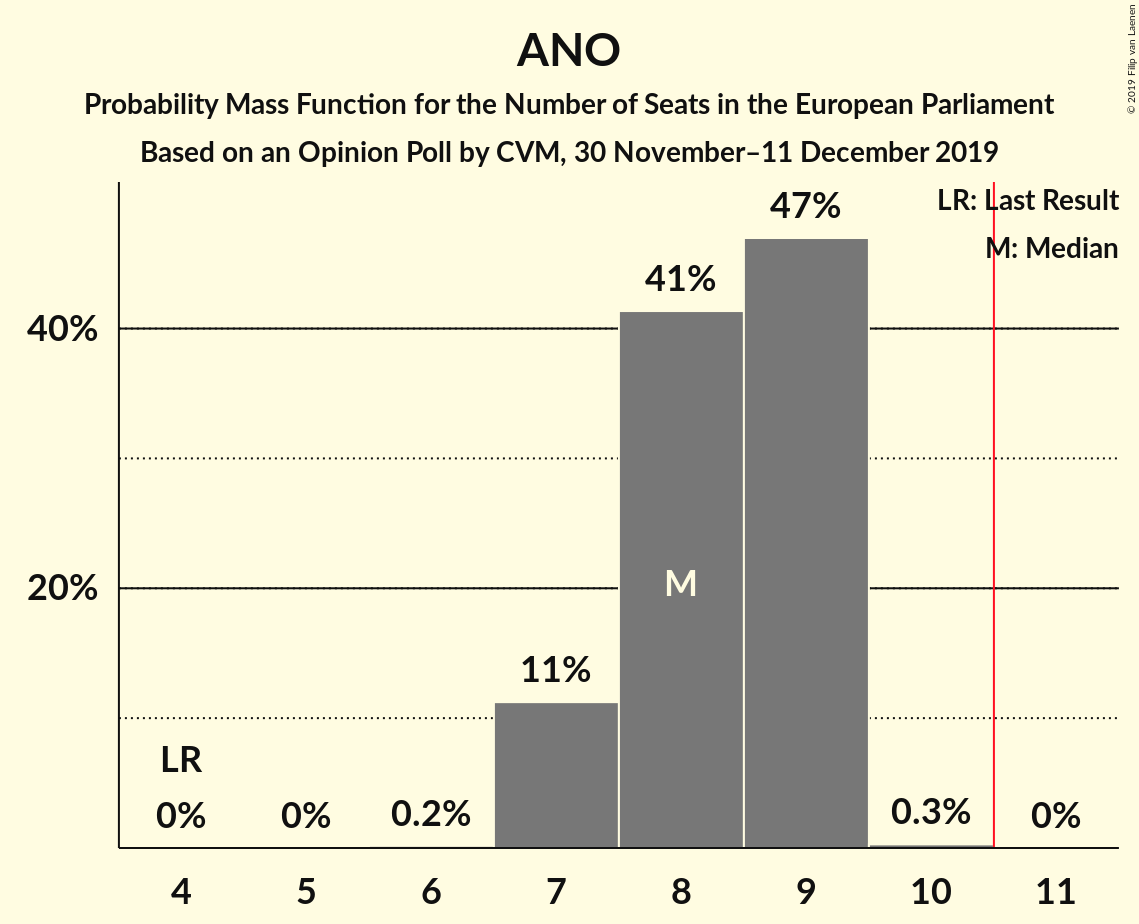 ANO
Probability Mass Function for the Number of Seats in the European Parliament
Based on an Opinion Poll by CVM, 30 November–11 December 2019
© 2019 Filip van Laenen
LR: Last Result
M: Median
47%
41%
40%
20%
M
11%
LR
0%
0%
0.2%
0.3%
0%
4
5
6
7
8
9
10
11